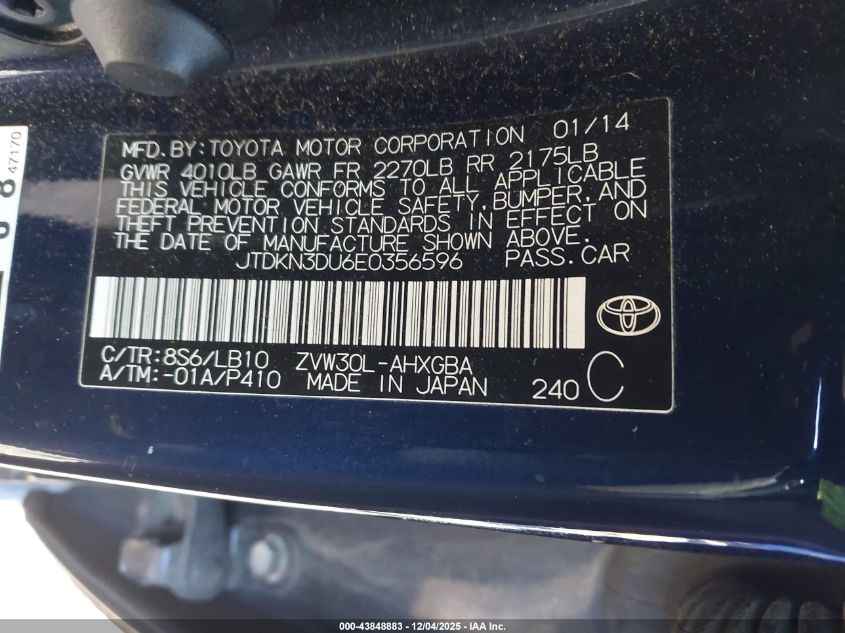 MFD. BY: TOYOTA MOTOR CORPORATION 01/14
GVWR 4010LB GAWR FR 2270LB RR 2175LB
THIS VEHICLE CONFORMS TO ALL APPLICABLE
FEDERAL MOTOR VEHICLE SAFETY, BUMPER, AND
THEFT PREVENTION STANDARDS IN EFFECT ON
THE DATE OF MANUFACTURE SHOWN ABOVE.
JTDKN3DU6E0356596 PASS. CAR
C/TR: 8S6/LB10 ZVW30L-AHXGBA
A/TM: -01A/P410 MADE IN JAPAN 240 C
47170
000-43848883 - 12/04/2025 - IAA Inc.